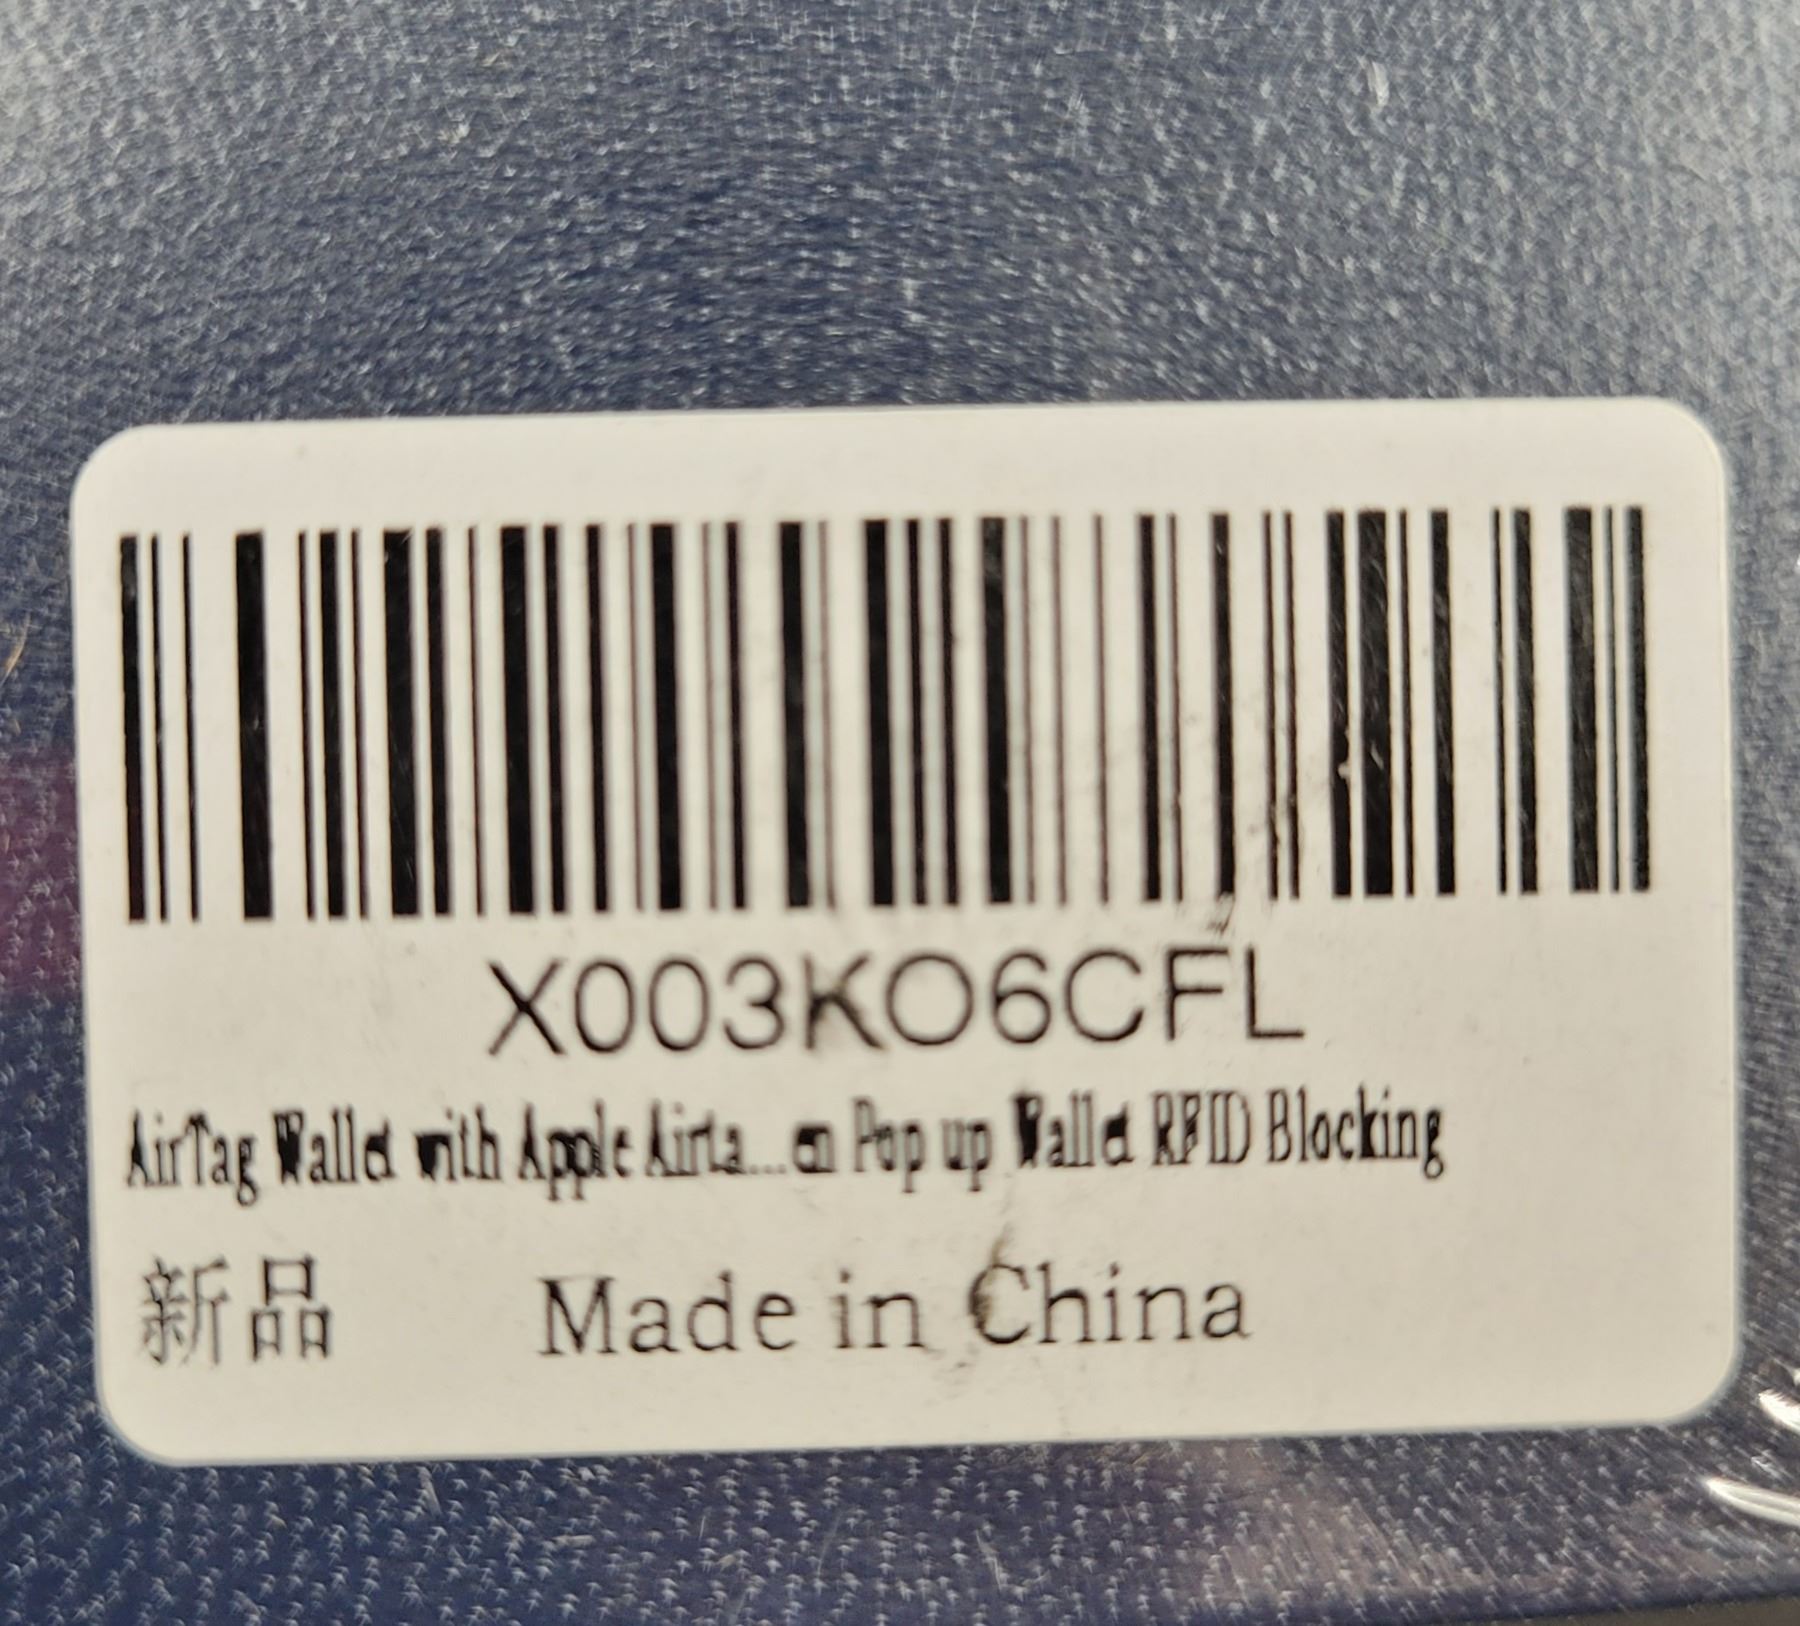 X003KO6CFL
AirTag Wallet with Apple Airta...en Pop up Wallet RFID Blocking
新品 Made in China